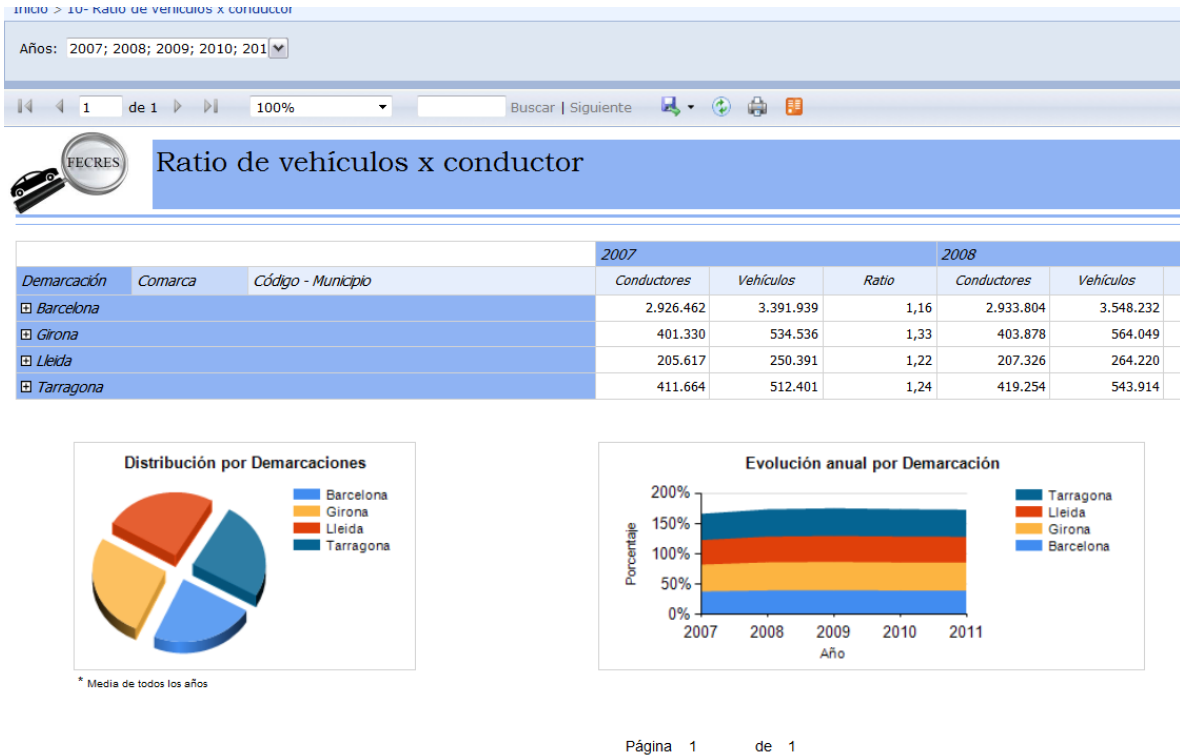 Inicio > 10- Ratio de vehículos x conductor
Años: 2007; 2008; 2009; 2010; 201
1 de 1 100% Buscar | Siguiente
FECRES
Ratio de vehículos x conductor
2007 2008
Demarcación Comarca Código - Municipio Conductores Vehículos Ratio Conductores Vehículos
Barcelona 2.926.462 3.391.939 1,16 2.933.804 3.548.232
Girona 401.330 534.536 1,33 403.878 564.049
Lleida 205.617 250.391 1,22 207.326 264.220
Tarragona 411.664 512.401 1,24 419.254 543.914
Distribución por Demarcaciones
Barcelona
Girona
Lleida
Tarragona
* Media de todos los años
Evolución anual por Demarcación
Porcentaje
200%
150%
100%
50%
0%
2007 2008 2009 2010 2011
Año
Tarragona
Lleida
Girona
Barcelona
Página 1 de 1